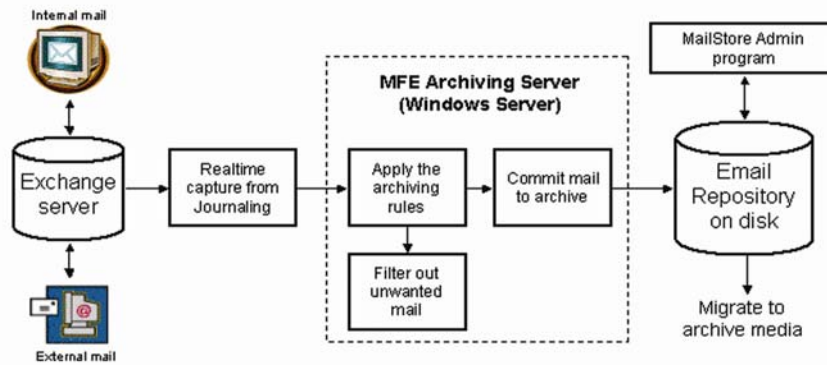 Internal mail
Exchange
server
External mail
Realtime
capture from
Journaling
MFE Archiving Server
(Windows Server)
Apply the
archiving
rules
Commit mail
to archive
Filter out
unwanted
mail
MailStore Admin
program
Email
Repository
on disk
Migrate to
archive media
@